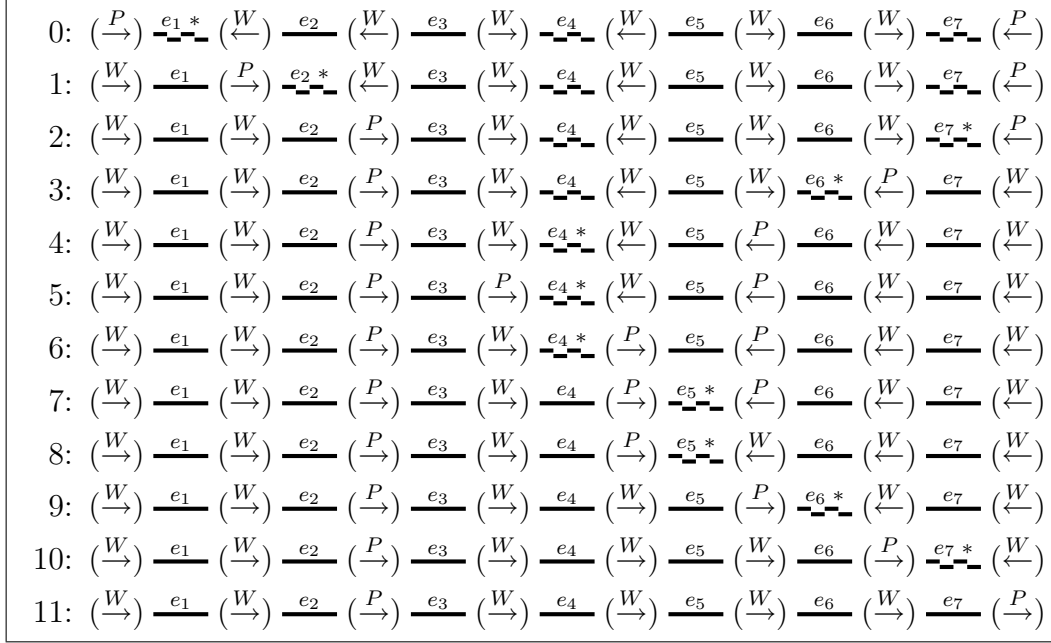 0: (P→) e1 * (W←) e2 (W←) e3 (W→) e4 (W←) e5 (W→) e6 (W→) e7 (P←)
1: (W→) e1 (P→) e2 * (W←) e3 (W→) e4 (W←) e5 (W→) e6 (W→) e7 (P←)
2: (W→) e1 (W→) e2 (P→) e3 (W→) e4 (W←) e5 (W→) e6 (W→) e7 * (P←)
3: (W→) e1 (W→) e2 (P→) e3 (W→) e4 (W←) e5 (W→) e6 * (P←) e7 (W←)
4: (W→) e1 (W→) e2 (P→) e3 (W→) e4 * (W←) e5 (P←) e6 (W←) e7 (W←)
5: (W→) e1 (W→) e2 (P→) e3 (P→) e4 * (W←) e5 (P←) e6 (W←) e7 (W←)
6: (W→) e1 (W→) e2 (P→) e3 (W→) e4 * (P→) e5 (P←) e6 (W←) e7 (W←)
7: (W→) e1 (W→) e2 (P→) e3 (W→) e4 (P→) e5 * (P←) e6 (W←) e7 (W←)
8: (W→) e1 (W→) e2 (P→) e3 (W→) e4 (P→) e5 * (W←) e6 (W←) e7 (W←)
9: (W→) e1 (W→) e2 (P→) e3 (W→) e4 (W→) e5 (P→) e6 * (W←) e7 (W←)
10: (W→) e1 (W→) e2 (P→) e3 (W→) e4 (W→) e5 (W→) e6 (P→) e7 * (W←)
11: (W→) e1 (W→) e2 (P→) e3 (W→) e4 (W→) e5 (W→) e6 (W→) e7 (P→)